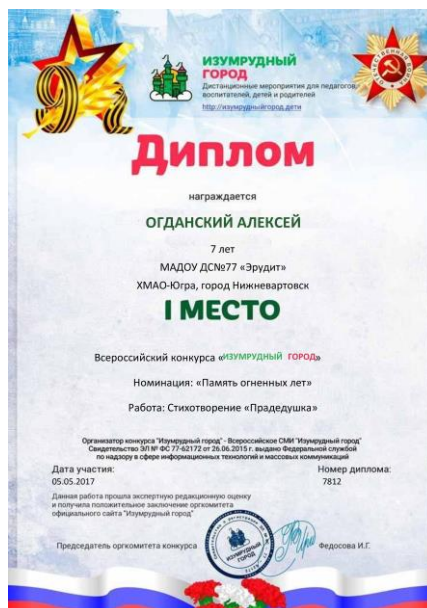 ИЗУМРУДНЫЙ
ГОРОД
Дистанционные мероприятия для педагогов,
воспитателей, детей и родителей
http://изумрудныйгород.дети
Диплом
награждается
ОГДАНСКИЙ АЛЕКСЕЙ
7 лет
МАДОУ ДС№77 «Эрудит»
ХМАО-Югра, город Нижневартовск
I МЕСТО
Всероссийский конкурса «ИЗУМРУДНЫЙ ГОРОД»
Номинация: «Память огненных лет»
Работа: Стихотворение «Прадедушка»
Организатор конкурса "Изумрудный город" - Всероссийское СМИ "Изумрудный город"
Свидетельство ЭЛ № ФС 77-62172 от 26.06.2015 г. выдано Федеральной службой
по надзору в сфере информационных технологий и массовых коммуникаций
Дата участия: Номер диплома:
05.05.2017 7812
Данная работа прошла экспертную редакционную оценку
и получила положительное заключение оргкомитета
официального сайта "Изумрудный город"
Председатель оргкомитета конкурса Федосова И.Г.
ИЗУМРУДНЫЙ
ГОРОД